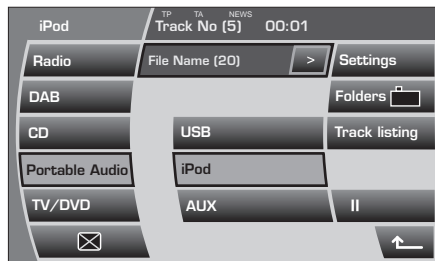 iPod
TP TA NEWS
Track No (5) 00:01
Radio
File Name (20) >
Settings
DAB
Folders
CD
USB
Track listing
Portable Audio
iPod
TV/DVD
AUX
II